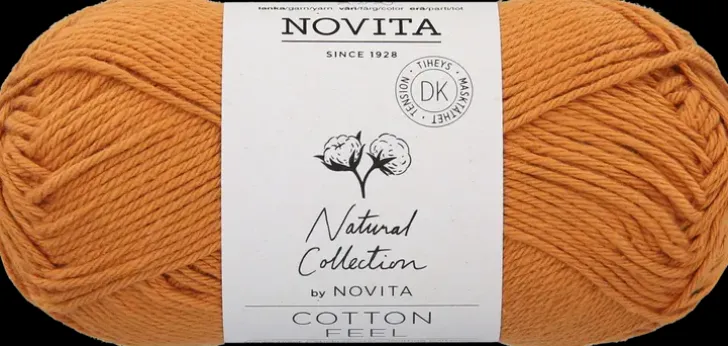 lanka/garn/yarn väri/färg/color erä/parti/lot
NOVITA
SINCE 1928
TIHEYS · MASKTÄTHET · TENSION ·
DK
Natural
Collection
by NOVITA
COTTON
FEEL